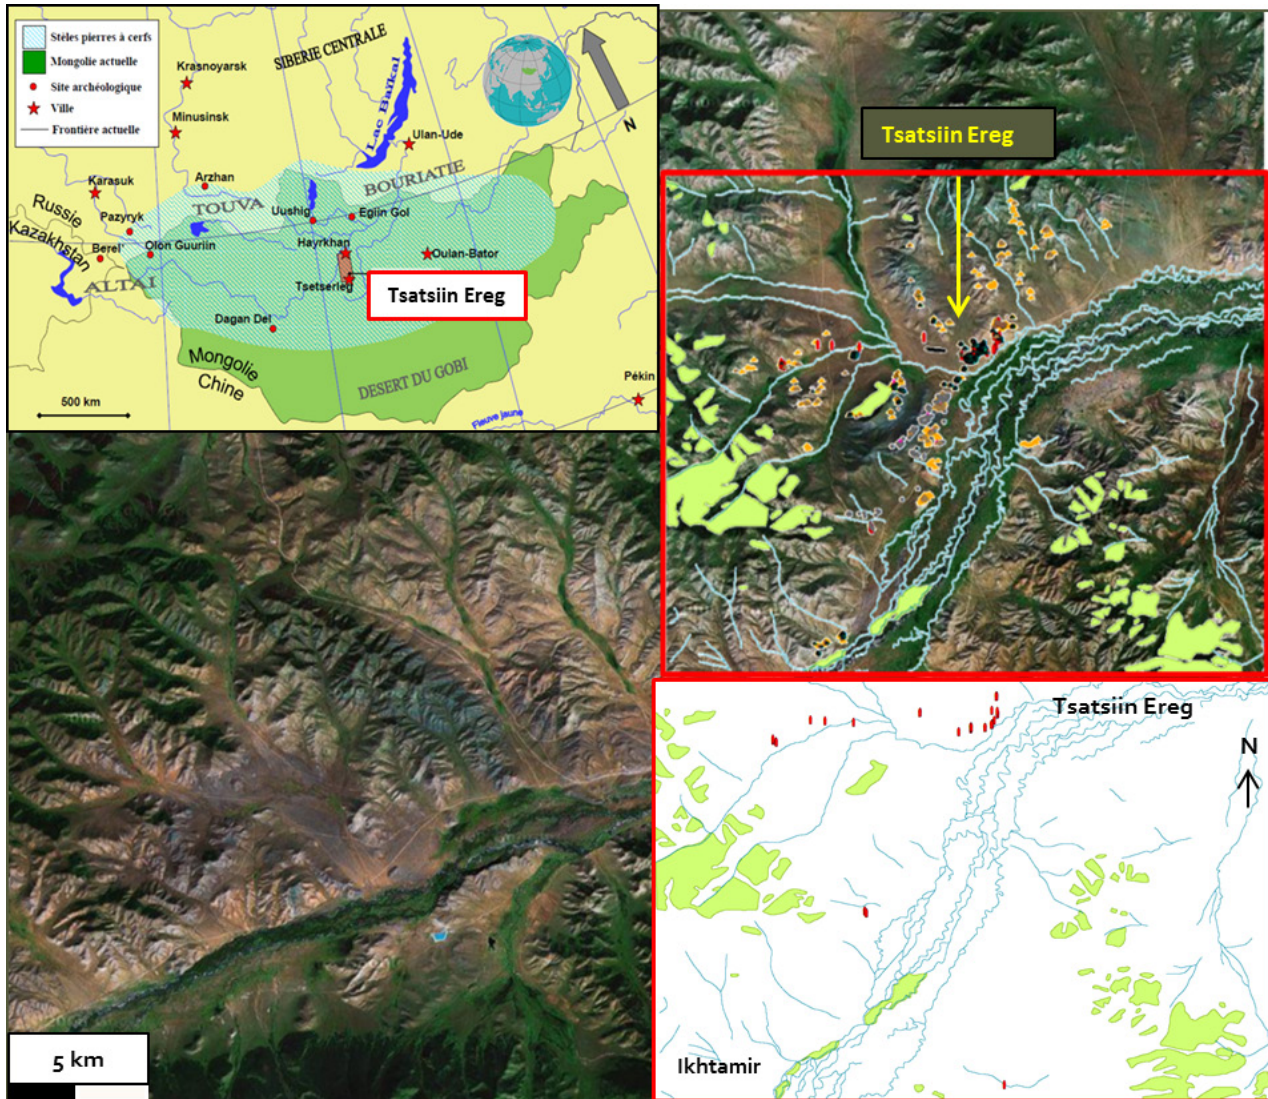 Stèles pierres à cerfs
Mongolie actuelle
Site archéologique
Ville
Frontière actuelle
SIBERIE CENTRALE
Krasnoyarsk
Minusinsk
Lac Baïkal
N
Ulan-Ude
Karasuk
Arzhan
BOURIATIE
TOUVA
Russie
Pazyryk
Uushig
Egiin Gol
Kazakhstan
Berel'
Olon Guuriin
Hayrkhan
Oulan-Bator
ALTAI
Tsetserleg
Tsatsiin Ereg
Dagan Del
Mongolie
Chine
DESERT DU GOBI
Pékin
500 km
Fleuve jaune
Tsatsiin Ereg
Tsatsiin Ereg
N
Ikhtamir
5 km